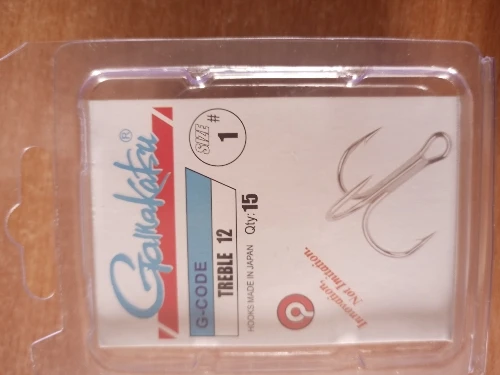 Gamakatsu®
G-CODE
TREBLE 12
HOOKS MADE IN JAPAN Qty: 15
SIZE # 1
Innovation,
Not Imitation.